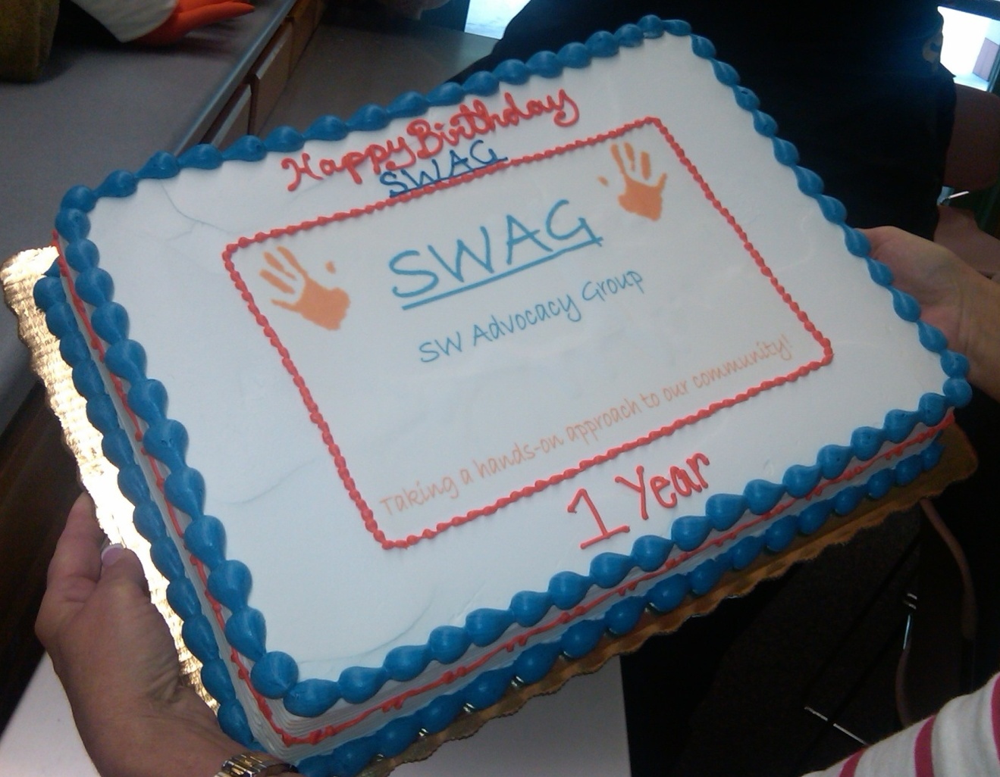 Happy Birthday
SWAG
SWAG
SW Advocacy Group
Taking a hands-on approach to our community!
1 Year